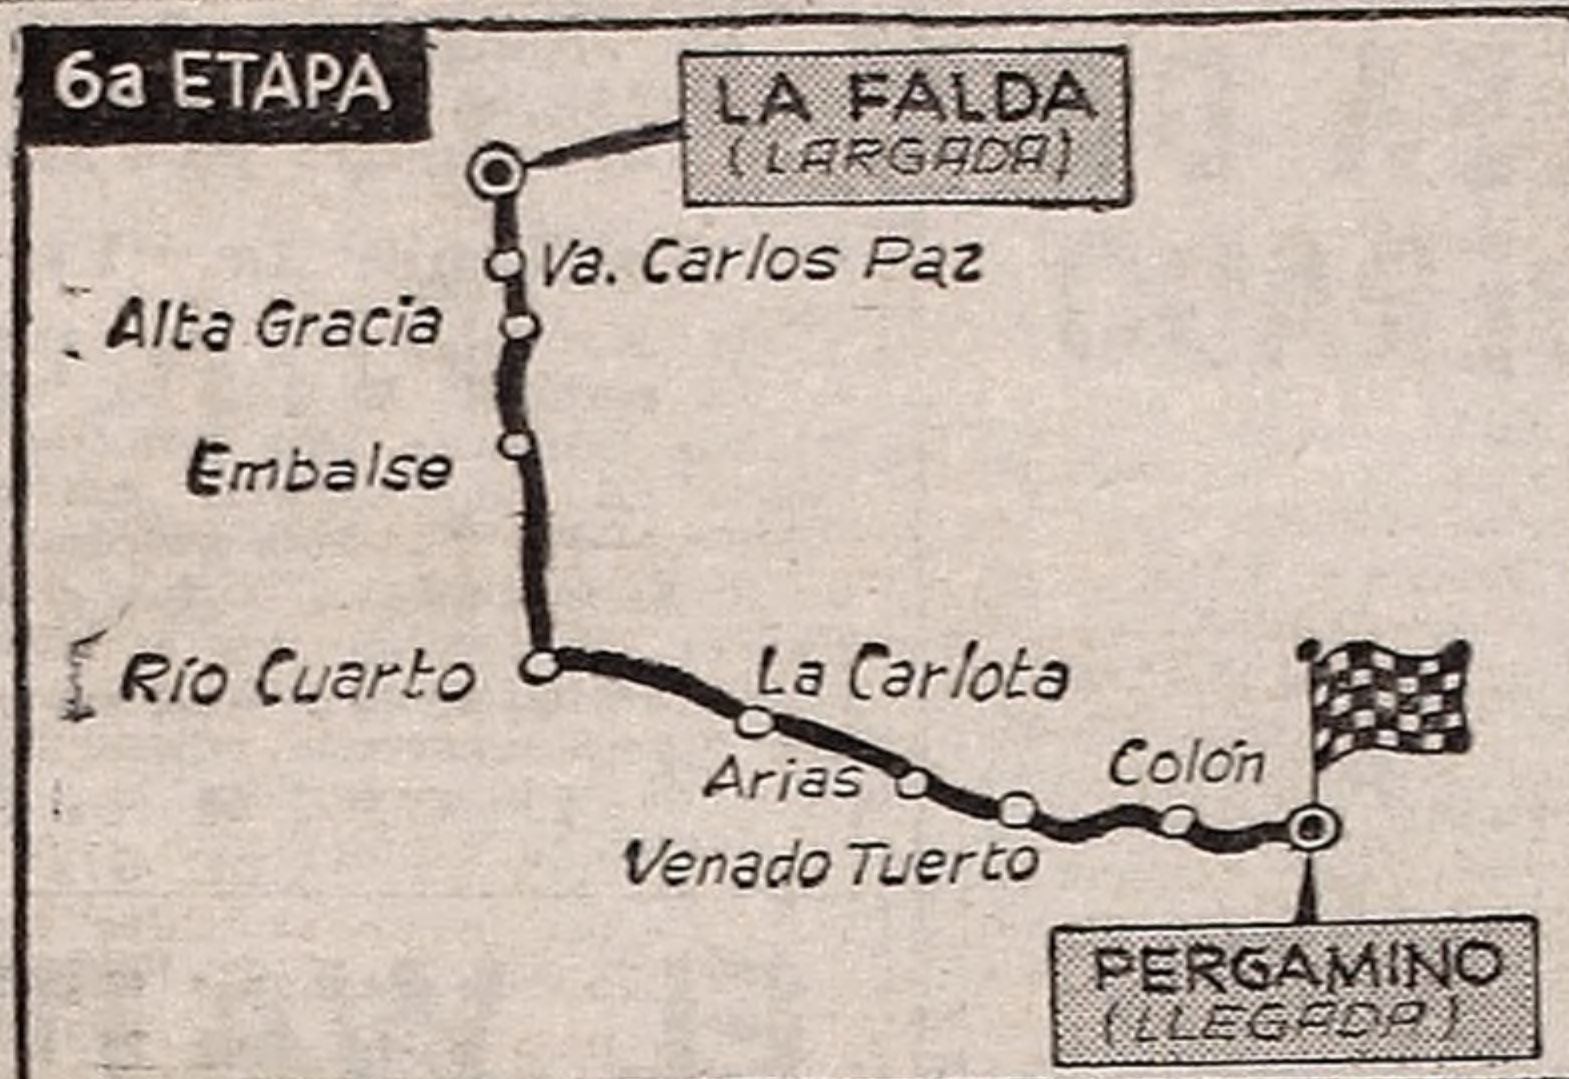 6a ETAPA
LA FALDA
(LARGADA)
Va. Carlos Paz
Alta Gracia
Embalse
Río Cuarto
La Carlota
Arias
Colón
Venado Tuerto
PERGAMINO
(LLEGADA)